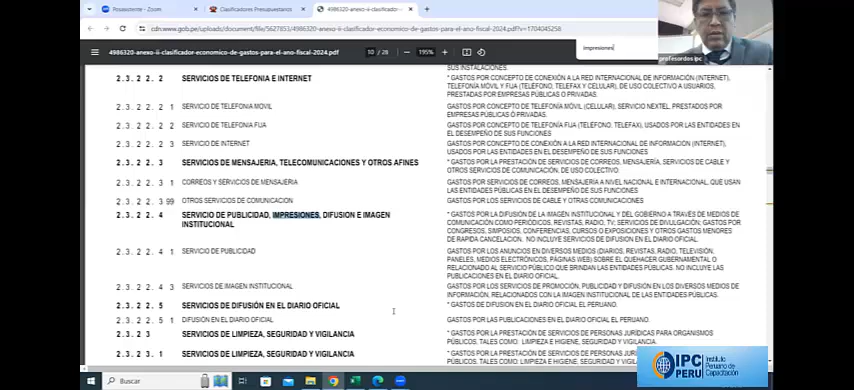 Posasistente - Zoom
Clasificadores Presupuestarios
4986320-anexo-ii-clasificador-ec
cdn.www.gob.pe/uploads/document/file/5627853/4986320-anexo-ii-clasificador-economico-de-gastos-para-el-ano-fiscal-2024.pdf?v=1704045258
4986320-anexo-ii-clasificador-economico-de-gastos-para-el-ano-fiscal-2024.pdf
10 / 28
195%
impresiones
profesordos ipc
SUS INSTALACIONES.
2.3. 2 2. 2 SERVICIOS DE TELEFONIA E INTERNET
* GASTOS POR CONCEPTO DE CONEXIÓN A LA RED INTERNACIONAL DE INFORMACIÓN (INTERNET),
TELEFONÍA MÓVIL Y FIJA (TELÉFONO, TELEFAX Y CELULAR), DE USO COLECTIVO A USUARIOS,
PRESTADAS POR EMPRESAS PÚBLICAS O PRIVADAS.
2.3. 2 2. 2 1 SERVICIO DE TELEFONIA MOVIL
GASTOS POR CONCEPTO DE TELEFONÍA MÓVIL (CELULAR), SERVICIO NEXTEL, PRESTADOS POR
EMPRESAS PÚBLICAS O PRIVADAS.
2.3. 2 2. 2 2 SERVICIO DE TELEFONIA FIJA
GASTOS POR CONCEPTO DE TELEFONÍA FIJA (TELÉFONO, TELEFAX), USADOS POR LAS ENTIDADES EN
EL DESEMPEÑO DE SUS FUNCIONES
2.3. 2 2. 2 3 SERVICIO DE INTERNET
GASTOS POR CONCEPTO DE CONEXIÓN A LA RED INTERNACIONAL DE INFORMACIÓN (INTERNET),
USADOS POR LAS ENTIDADES EN EL DESEMPEÑO DE SUS FUNCIONES
2.3. 2 2. 3 SERVICIOS DE MENSAJERIA, TELECOMUNICACIONES Y OTROS AFINES
* GASTOS POR LA PRESTACIÓN DE SERVICIOS DE CORREOS, MENSAJERÍA, SERVICIOS DE CABLE Y
OTROS SERVICIOS DE COMUNICACIÓN. DE USO COLECTIVO.
2.3. 2 2. 3 1 CORREOS Y SERVICIOS DE MENSAJERIA
GASTOS POR SERVICIOS DE CORREOS, MENSAJERÍA A NIVEL NACIONAL E INTERNACIONAL, QUE USAN
LAS ENTIDADES PÚBLICAS EN EL DESEMPEÑO DE SUS FUNCIONES
2.3. 2 2. 3 99 OTROS SERVICIOS DE COMUNICACION
GASTOS POR LOS SERVICIOS DE CABLE Y OTRAS COMUNICACIONES
2.3. 2 2. 4 SERVICIO DE PUBLICIDAD, IMPRESIONES, DIFUSION E IMAGEN
INSTITUCIONAL
* GASTOS POR LA DIFUSIÓN DE LA IMAGEN INSTITUCIONAL Y DEL GOBIERNO A TRAVÉS DE MEDIOS DE
COMUNICACIÓN COMO PERIÓDICOS, REVISTAS, RADIO, TV; SERVICIOS DE DIVULGACIÓN; GASTOS POR
CONGRESOS, SIMPOSIOS, CONFERENCIAS, CURSOS O EXPOSICIONES Y OTROS GASTOS MENORES
DE RAPIDA CANCELACION. NO INCLUYE SERVICIOS DE DIFUSION EN EL DIARIO OFICIAL.
2.3. 2 2. 4 1 SERVICIO DE PUBLICIDAD
GASTOS POR LOS ANUNCIOS EN DIVERSOS MEDIOS (DIARIOS, REVISTAS, RADIO, TELEVISIÓN,
PANELES, MEDIOS ELECTRÓNICOS, PÁGINAS WEB) SOBRE EL QUEHACER GUBERNAMENTAL O
RELACIONADO AL SERVICIO PÚBLICO QUE BRINDAN LAS ENTIDADES PÚBLICAS. NO INCLUYE LAS
PUBLICACIONES EN EL DIARIO OFICIAL.
2.3. 2 2. 4 3 SERVICIOS DE IMAGEN INSTITUCIONAL
GASTOS POR LOS SERVICIOS DE PROMOCIÓN, PUBLICIDAD Y DIFUSIÓN EN LOS DIVERSOS MEDIOS DE
INFORMACIÓN, RELACIONADOS CON LA IMAGEN INSTITUCIONAL DE LAS ENTIDADES PÚBLICAS.
2.3. 2 2. 5 SERVICIOS DE DIFUSIÓN EN EL DIARIO OFICIAL
* GASTOS DE DIFUSION EN EL DIARIO OFICIAL EL PERUANO.
2.3. 2 2. 5 1 DIFUSIÓN EN EL DIARIO OFICIAL
GASTOS POR LAS PUBLICACIONES EN EL DIARIO OFICIAL EL PERUANO.
2.3. 2 3 SERVICIOS DE LIMPIEZA, SEGURIDAD Y VIGILANCIA
* GASTOS POR LA PRESTACIÓN DE SERVICIOS DE PERSONAS JURÍDICAS PARA ORGANISMOS
PÚBLICOS, TALES COMO: LIMPIEZA E HIGIENE, SEGURIDAD Y VIGILANCIA.
2.3. 2 3. 1 SERVICIOS DE LIMPIEZA, SEGURIDAD Y VIGILANCIA
* GASTOS POR LA PRESTACIÓN DE SERVICIOS DE PERSONAS
PÚBLICOS, TALES COMO: LIMPIEZA E HIGIENE, SEGU
IPC
PERÚ
Instituto
Peruano de
Capacitación
Buscar